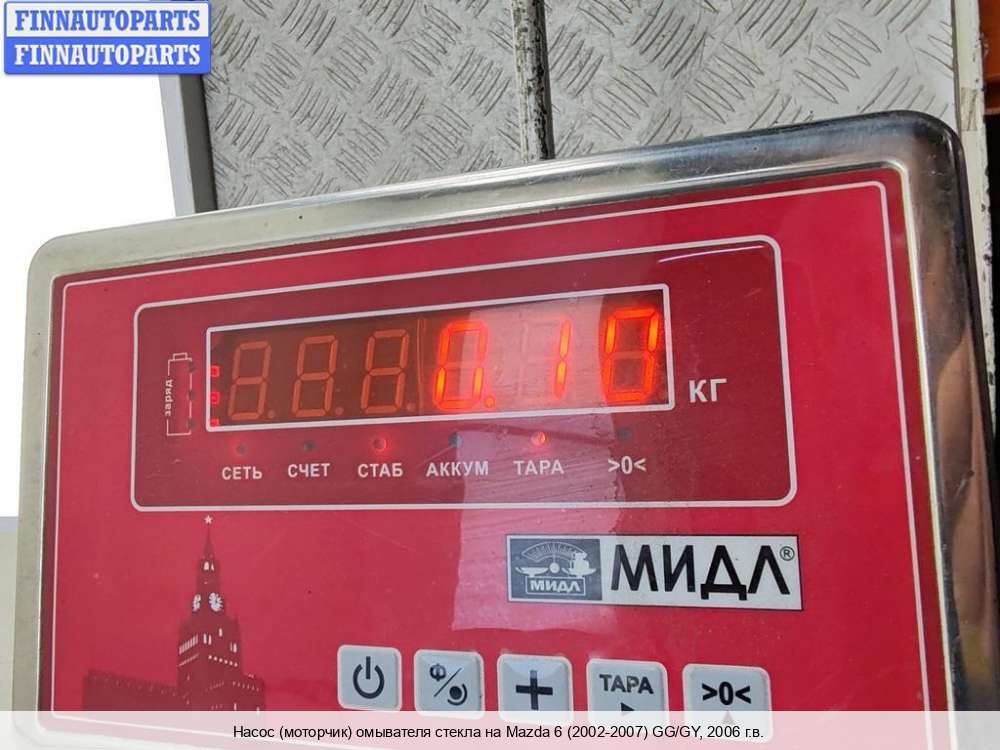 FINNAUTOPARTS
FINNAUTOPARTS
заряд
0.10
КГ
СЕТЬ СЧЕТ СТАБ АККУМ ТАРА >0<
МИДЛ МИДЛ®
Ф
ТАРА >0<
Насос (моторчик) омывателя стекла на Mazda 6 (2002-2007) GG/GY, 2006 г.в.